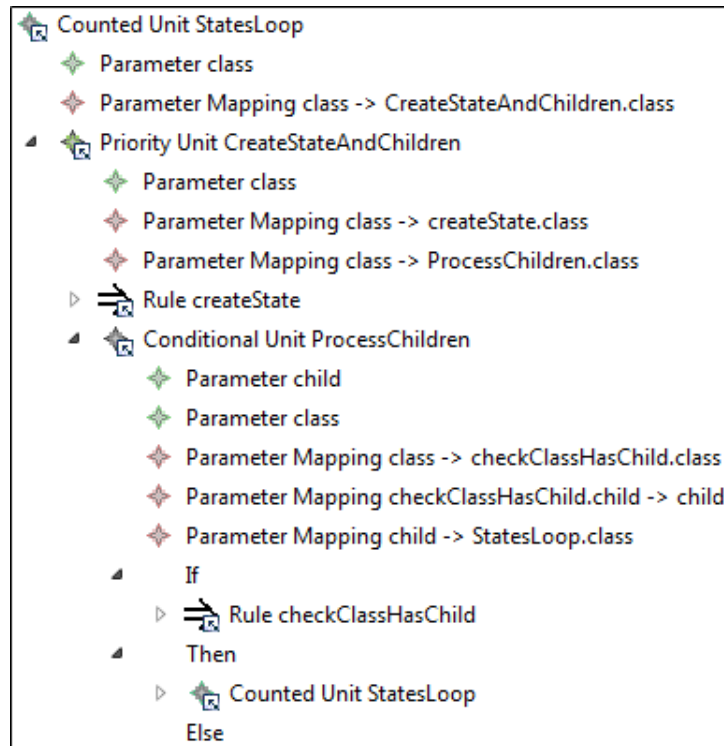 Counted Unit StatesLoop
Parameter class
Parameter Mapping class -> CreateStateAndChildren.class
Priority Unit CreateStateAndChildren
Parameter class
Parameter Mapping class -> createState.class
Parameter Mapping class -> ProcessChildren.class
Rule createState
Conditional Unit ProcessChildren
Parameter child
Parameter class
Parameter Mapping class -> checkClassHasChild.class
Parameter Mapping checkClassHasChild.child -> child
Parameter Mapping child -> StatesLoop.class
If
Rule checkClassHasChild
Then
Counted Unit StatesLoop
Else